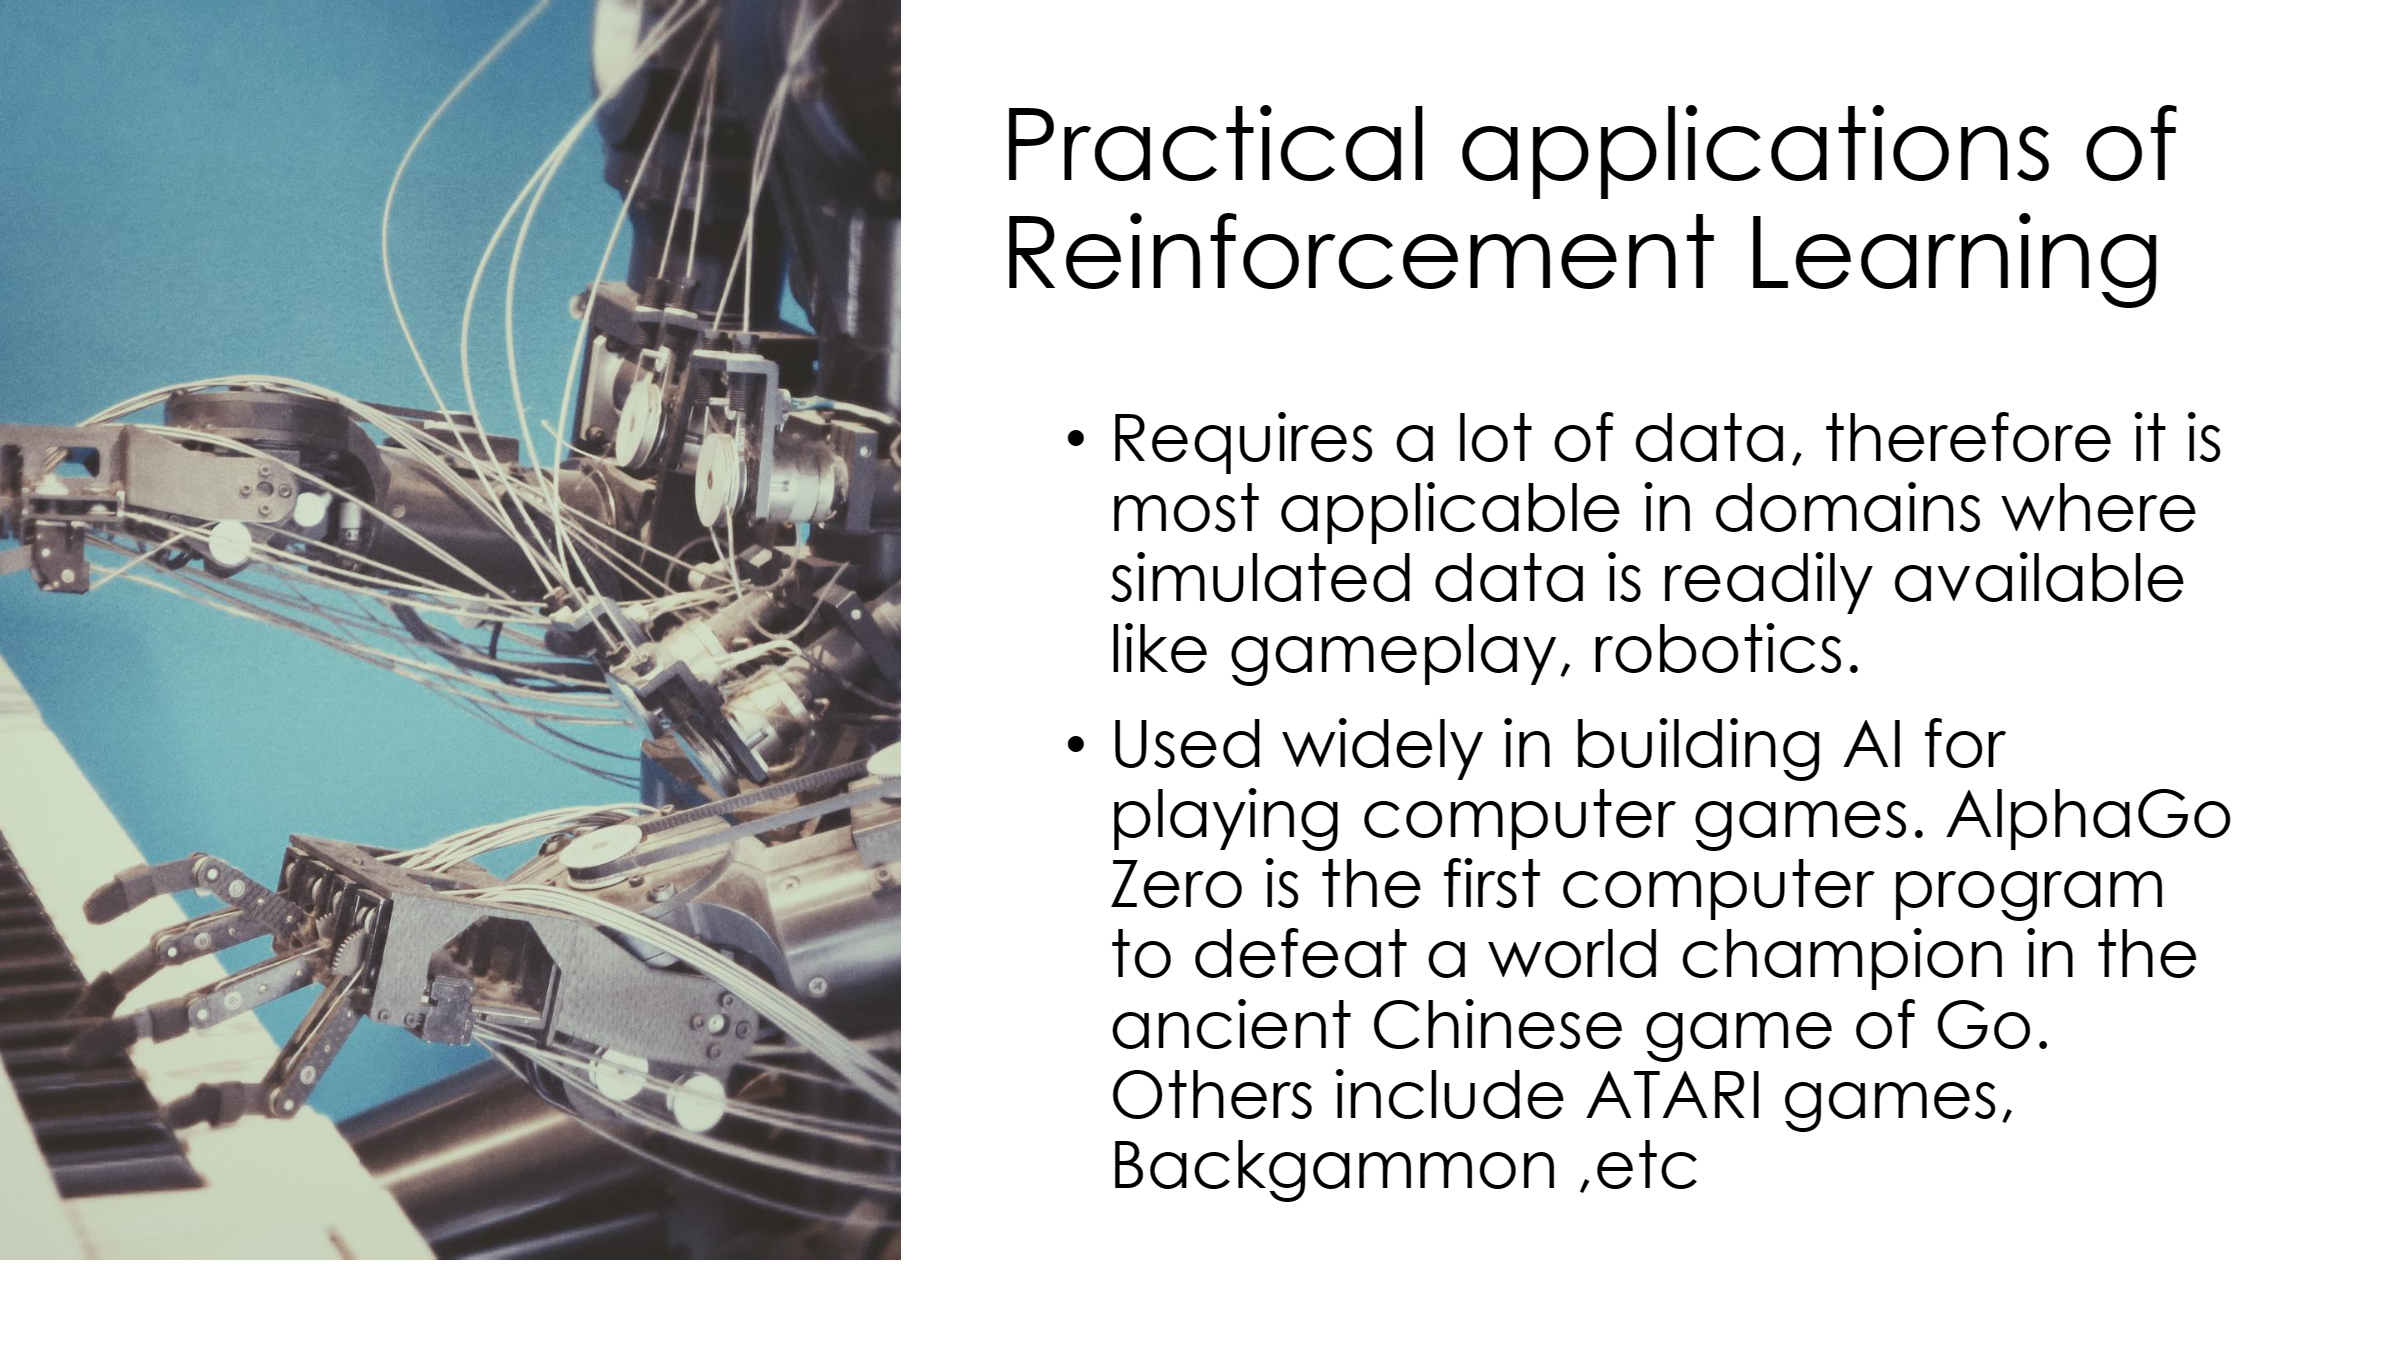 Practical applications of
Reinforcement Learning
• Requires a lot of data, therefore it is
most applicable in domains where
simulated data is readily available
like gameplay, robotics.
• Used widely in building AI for
playing computer games. AlphaGo
Zero is the first computer program
to defeat a world champion in the
ancient Chinese game of Go.
Others include ATARI games,
Backgammon ,etc